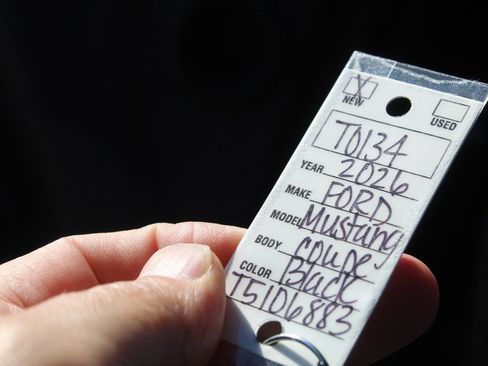 X
NEW USED
T0134
YEAR 2026
MAKE FORD
MODEL Mustang
BODY coupe
COLOR Black
T5106883